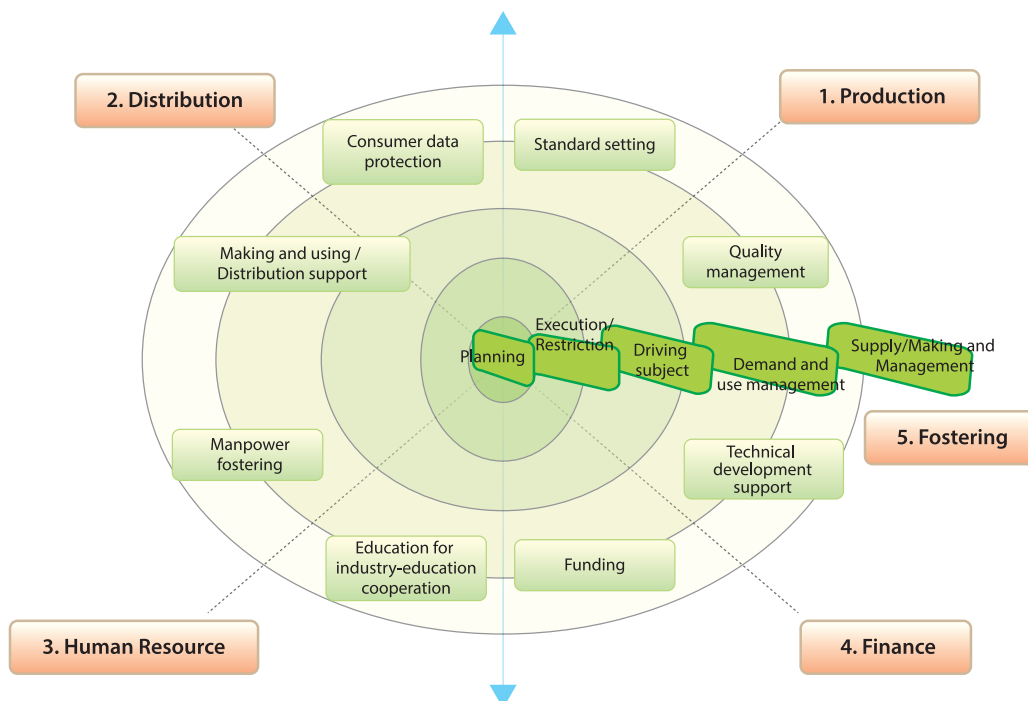 2. Distribution
1. Production
Consumer data
protection
Standard setting
Making and using /
Distribution support
Quality
management
Planning
Execution/
Restriction
Driving
subject
Demand and
use management
Supply/Making and
Management
5. Fostering
Manpower
fostering
Technical
development
support
Education for
industry-education
cooperation
Funding
3. Human Resource
4. Finance